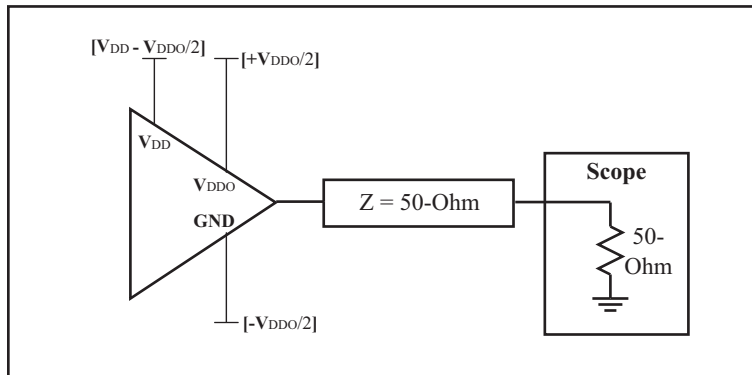 [VDD - VDDO/2]
[+VDDO/2]
VDD
VDDO
GND
[-VDDO/2]
Z = 50-Ohm
Scope
50-
Ohm